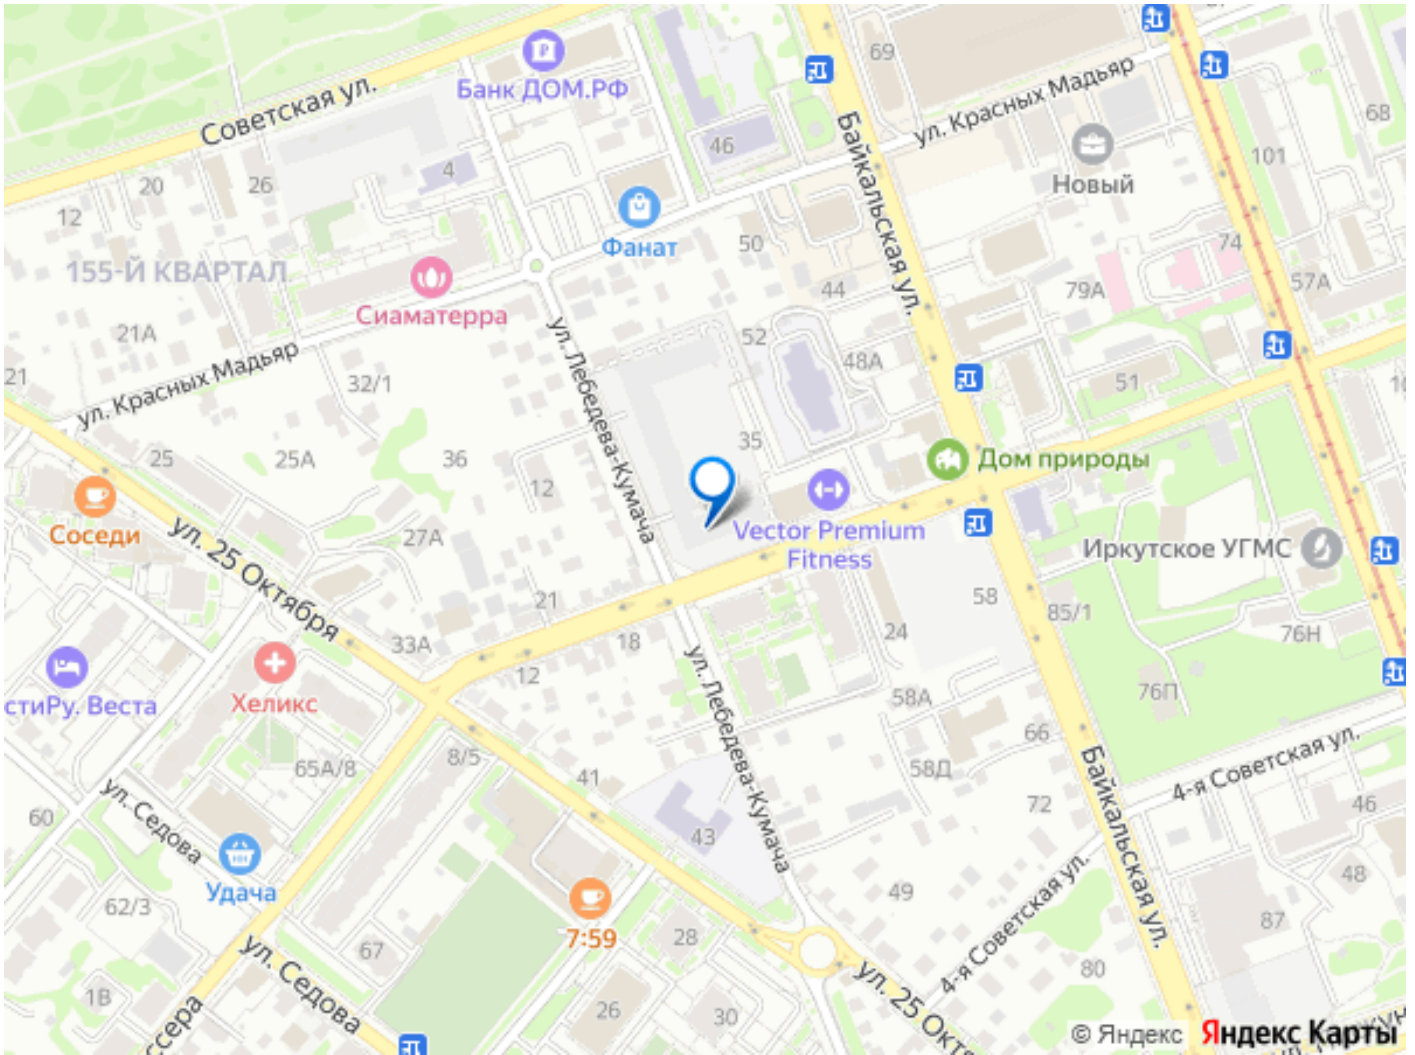 69
Банк ДОМ.РФ
Советская ул.
ул. Красных Мадьяр
68
46
101
4
20
26
Новый
Байкальская ул.
12
Фанат
50
74
155-Й КВАРТАЛ
57А
44
79А
Сиаматерра
21А
52
48А
ул. Лебедева-Кумача
21
32/1
51
ул. Красных Мадьяр
35
25
25А
36
Дом природы
12
Соседи
Vector Premium
Fitness
ул. 25 Октября
27А
Иркутское УГМС
21
58
85/1
33А
18
24
76Н
12
стиРу. Веста
Хеликс
58А
76П
ул. Лебедева-Кумача
66
8/5
65А/8
41
58Д
Байкальская ул.
4-я Советская ул.
72
46
60
ул. Седова
43
48
Удача
49
4-я Советская ул.
62/3
87
7:59
67
28
ул. Седова
80
ул. 25 Окт
1В
26
30
ссера
© Яндекс
Яндекс Карты